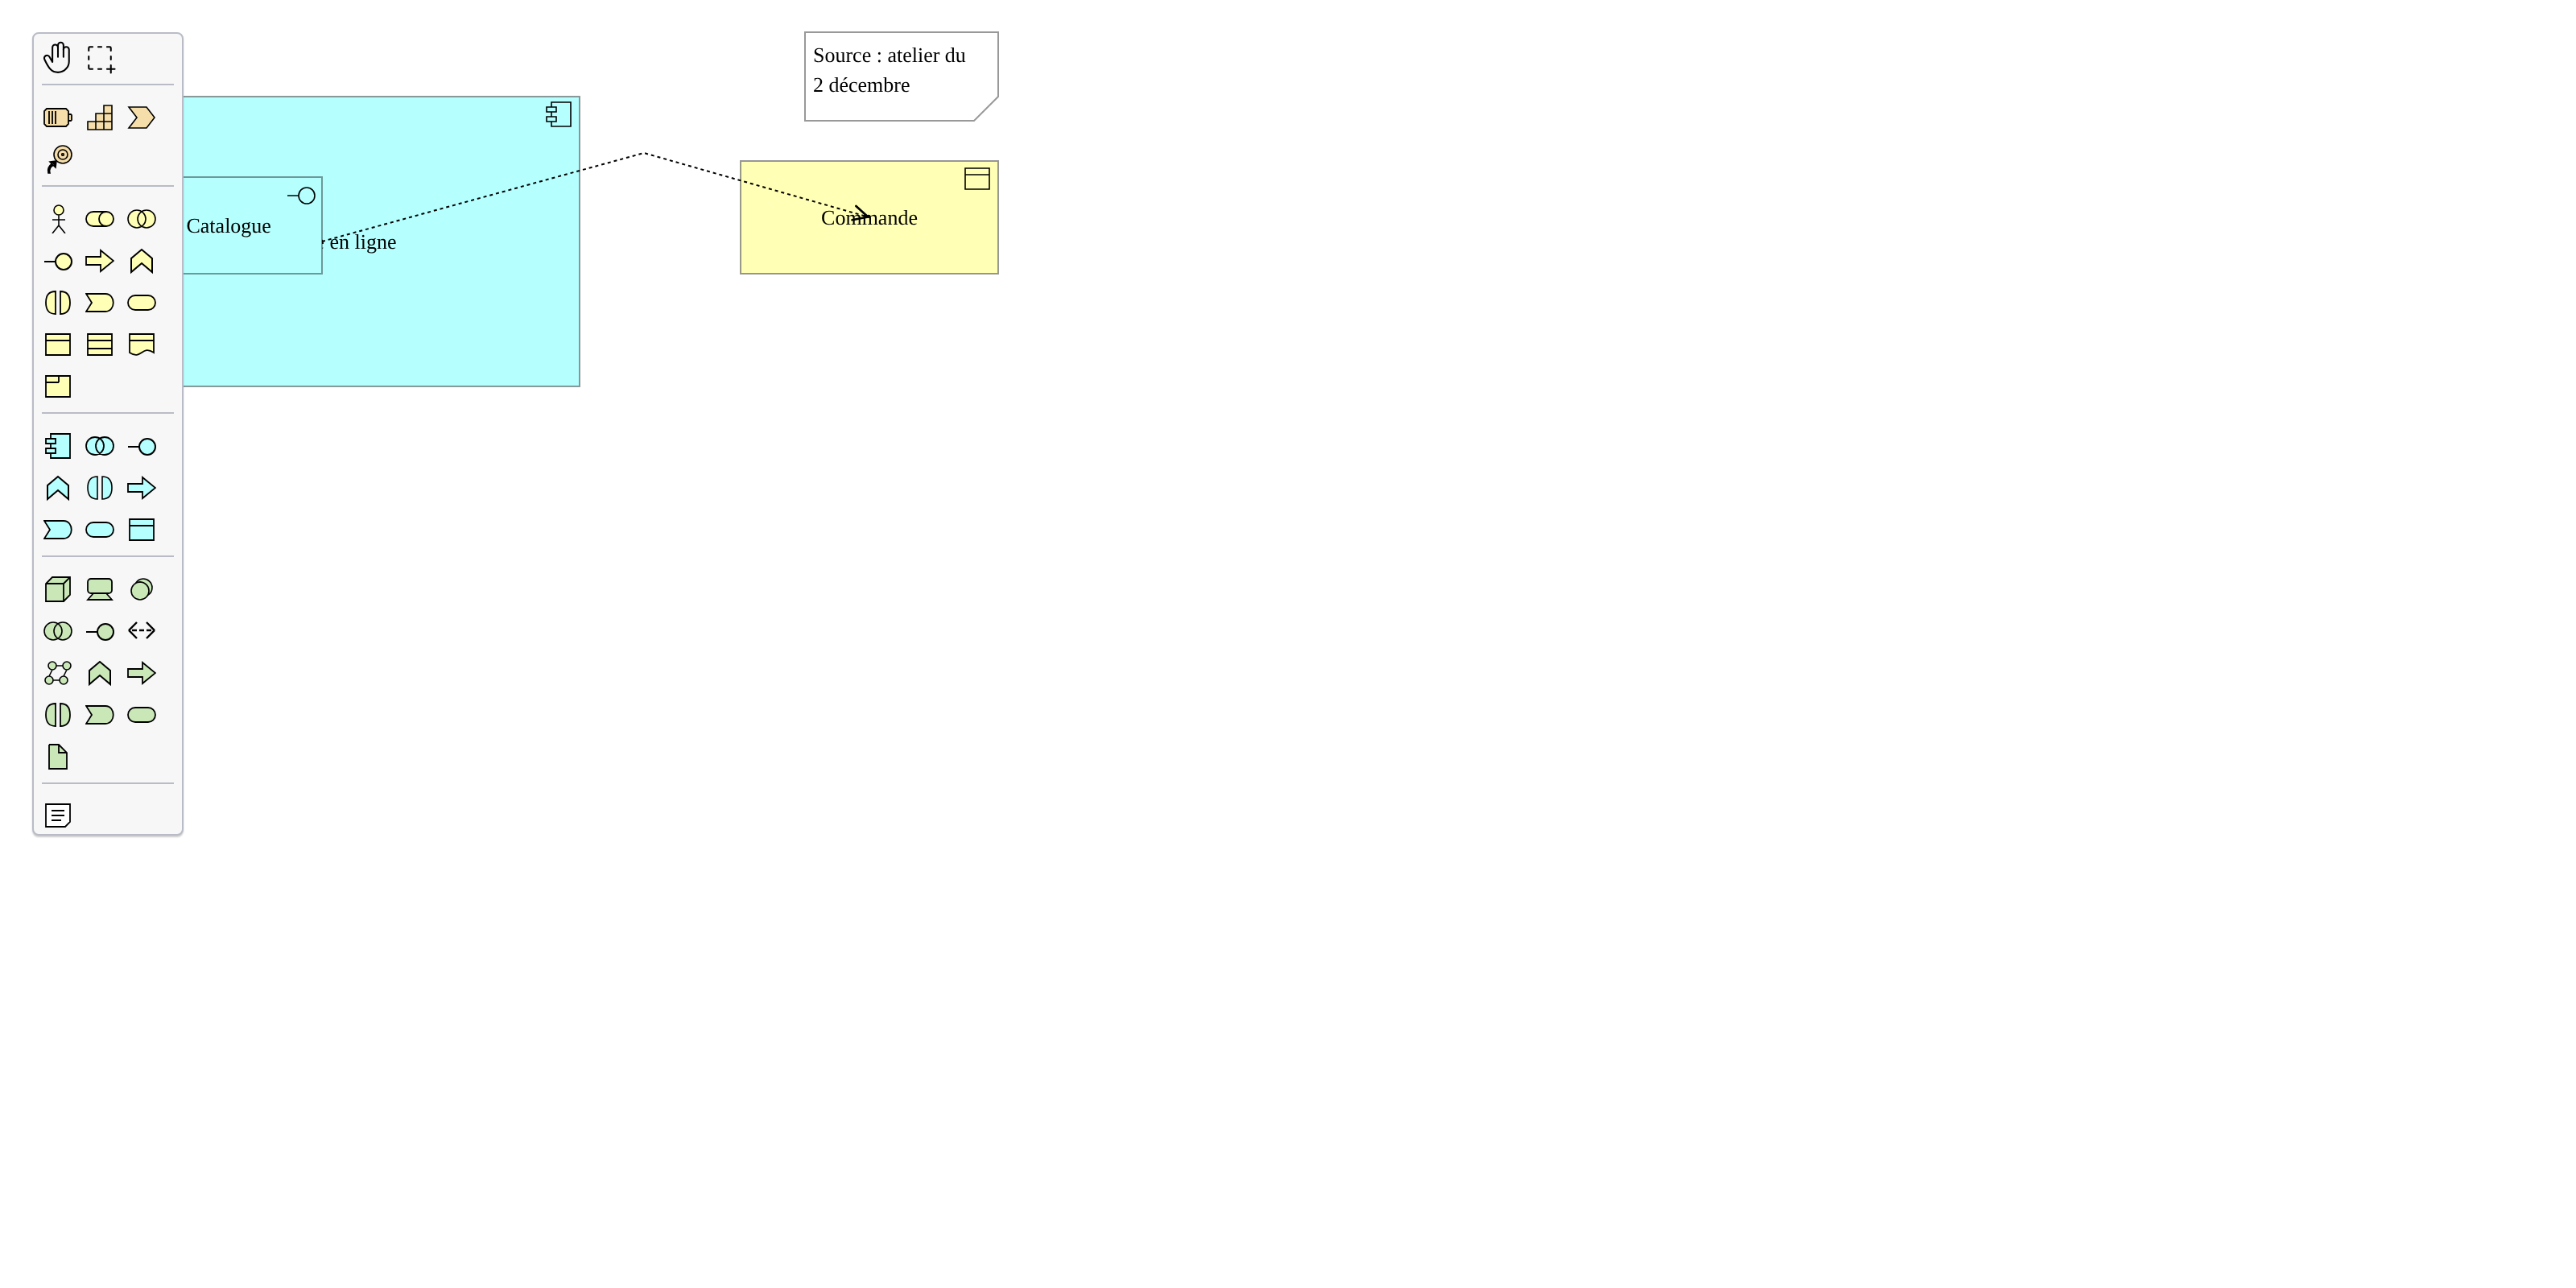 Source : atelier du
2 décembre
Catalogue
en ligne
Commande